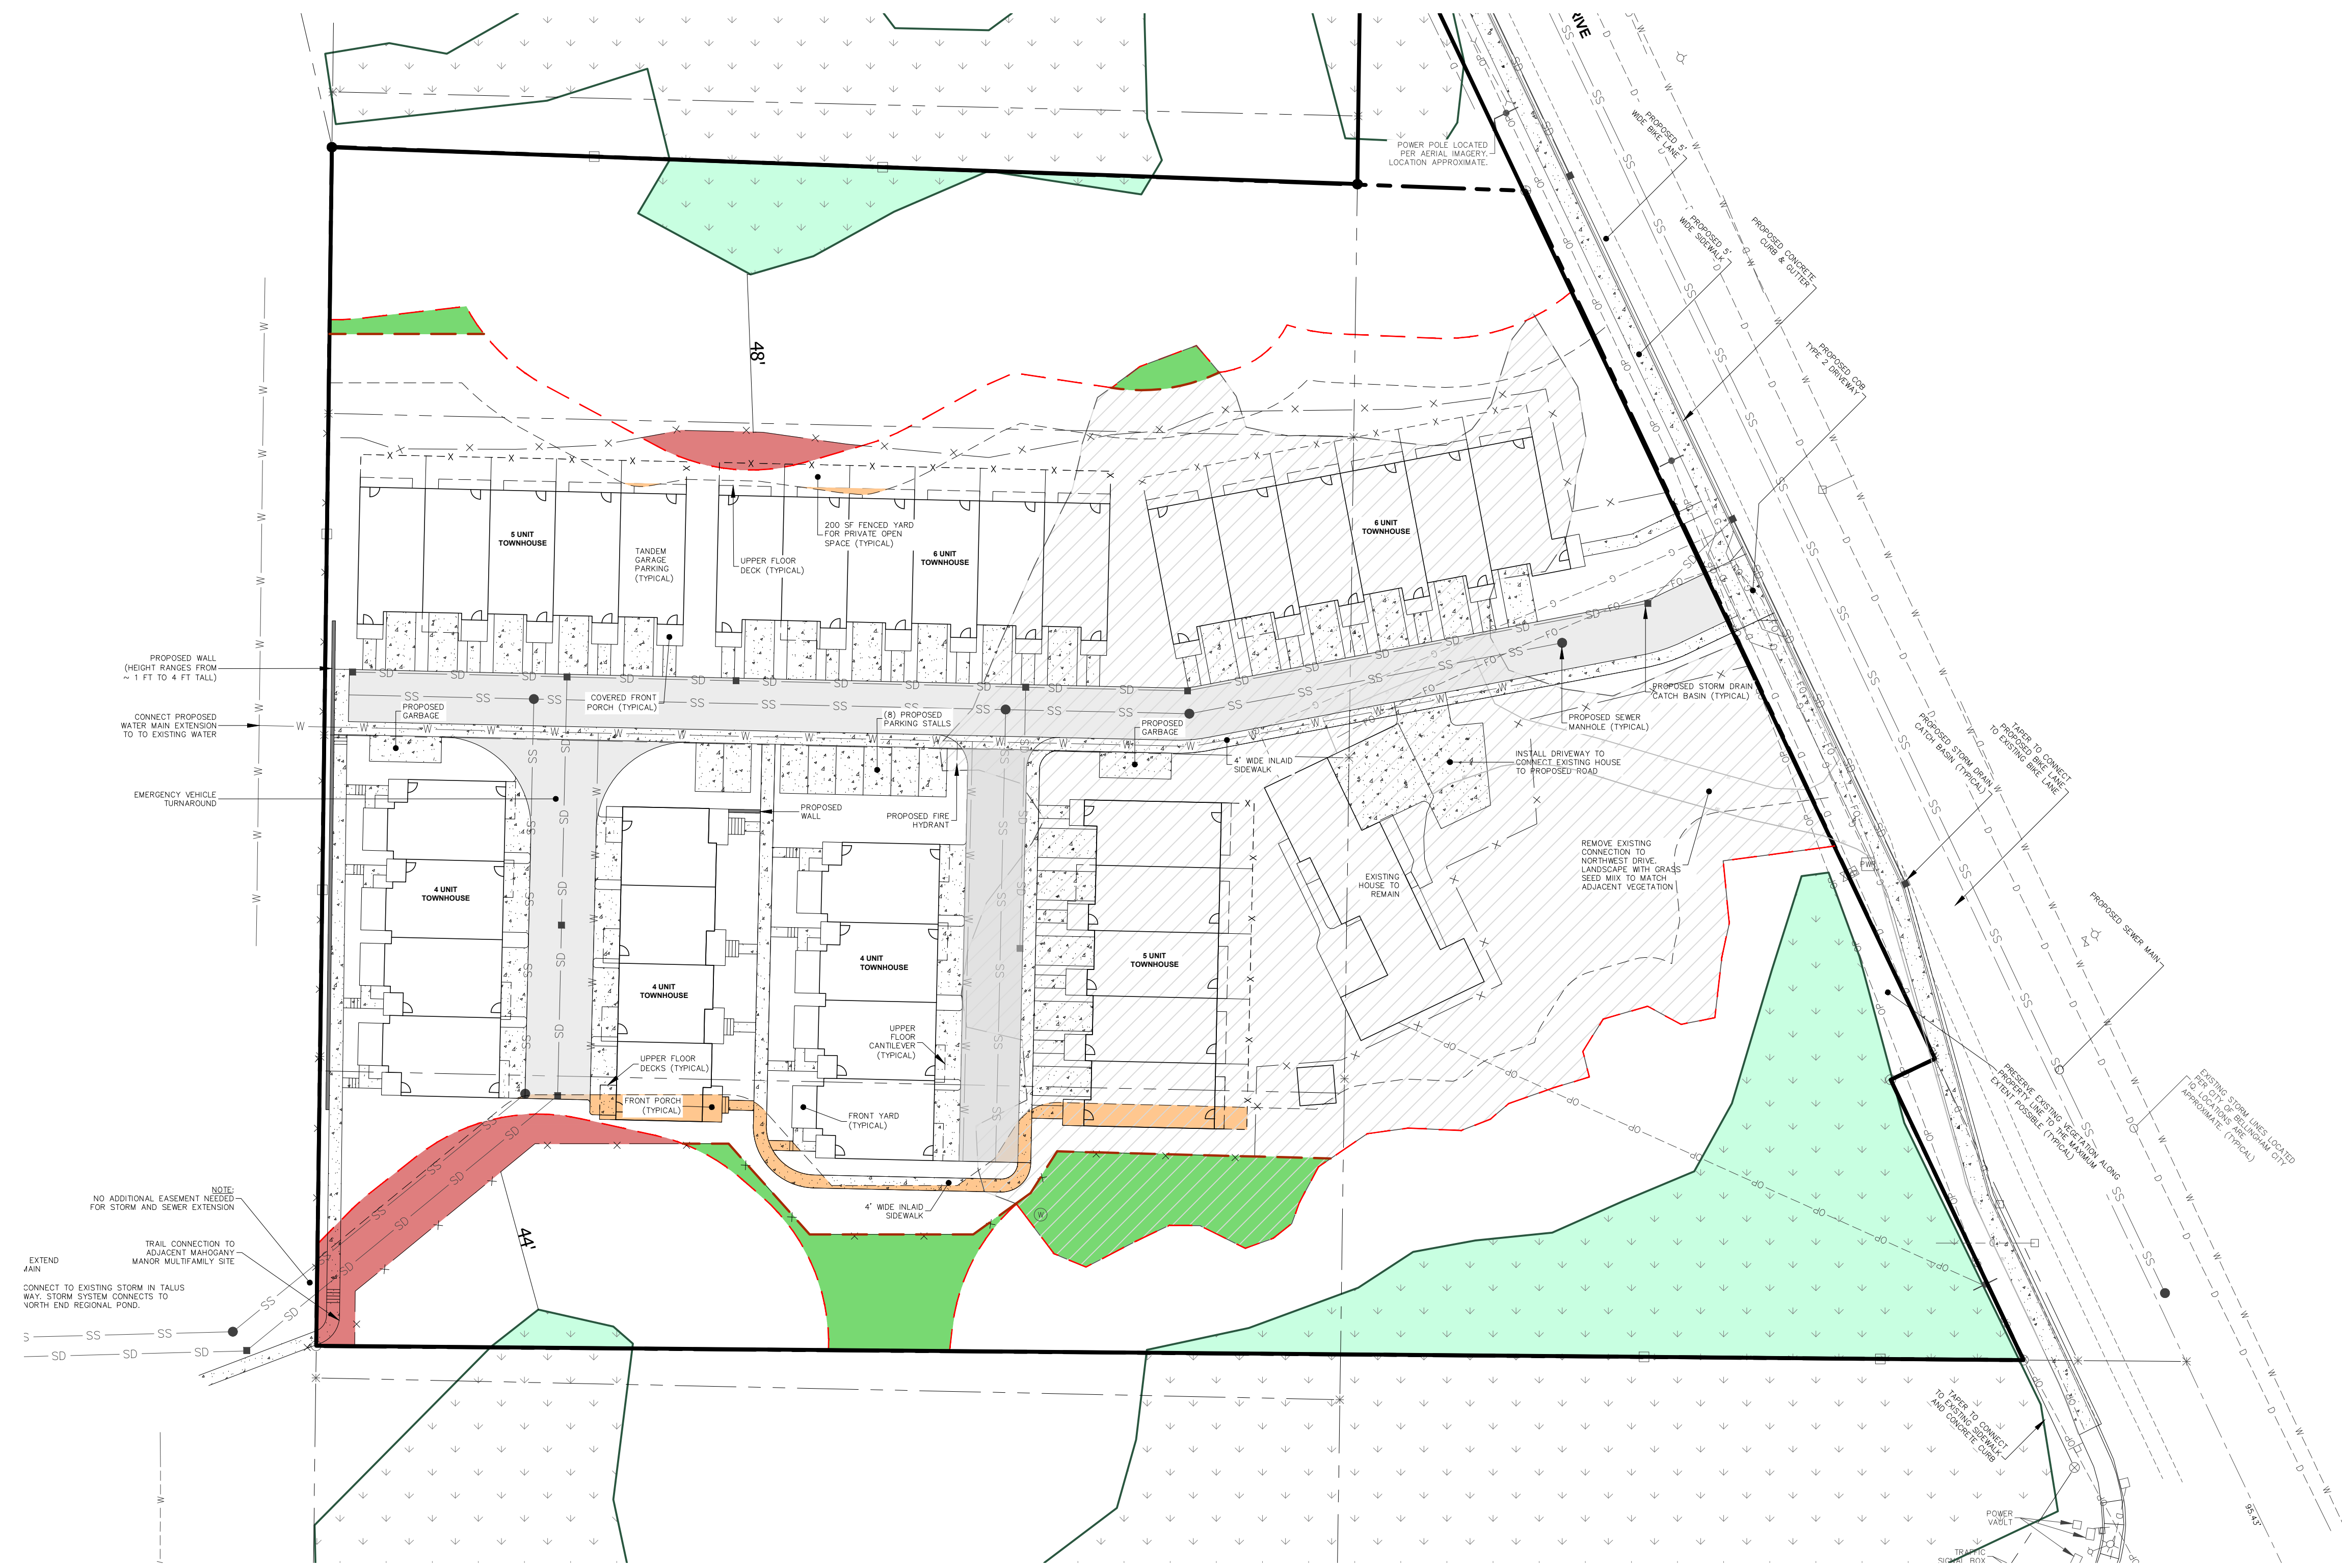 RIVE
POWER POLE LOCATED
PER AERIAL IMAGERY.
LOCATION APPROXIMATE.
PROPOSED 5'
WIDE BIKE LANE
PROPOSED 5'
WIDE SIDEWALK
PROPOSED CONCRETE
CURB & GUTTER
PROPOSED COB
TYPE 2 DRIVEWAY
48'
5 UNIT
TOWNHOUSE
TANDEM
GARAGE
PARKING
(TYPICAL)
UPPER FLOOR
DECK (TYPICAL)
200 SF FENCED YARD
FOR PRIVATE OPEN
SPACE (TYPICAL)
6 UNIT
TOWNHOUSE
6 UNIT
TOWNHOUSE
PROPOSED WALL
(HEIGHT RANGES FROM
~ 1 FT TO 4 FT TALL)
CONNECT PROPOSED
WATER MAIN EXTENSION
TO TO EXISTING WATER
EMERGENCY VEHICLE
TURNAROUND
PROPOSED
GARBAGE
COVERED FRONT
PORCH (TYPICAL)
(8) PROPOSED
PARKING STALLS
PROPOSED
GARBAGE
4' WIDE INLAID
SIDEWALK
PROPOSED STORM DRAIN
CATCH BASIN (TYPICAL)
PROPOSED SEWER
MANHOLE (TYPICAL)
INSTALL DRIVEWAY TO
CONNECT EXISTING HOUSE
TO PROPOSED ROAD
PROPOSED
WALL
PROPOSED FIRE
HYDRANT
REMOVE EXISTING
CONNECTION TO
NORTHWEST DRIVE.
LANDSCAPE WITH GRASS
SEED MIIX TO MATCH
ADJACENT VEGETATION
EXISTING
HOUSE TO
REMAIN
PWR
PROPOSED STORM DRAIN
CATCH BASIN (TYPICAL)
TAPER TO CONNECT
PROPOSED BIKE LANE
TO EXISTING BIKE LANE
PROPOSED SEWER MAIN
4 UNIT
TOWNHOUSE
4 UNIT
TOWNHOUSE
4 UNIT
TOWNHOUSE
5 UNIT
TOWNHOUSE
UPPER
FLOOR
CANTILEVER
(TYPICAL)
UPPER FLOOR
DECKS (TYPICAL)
FRONT PORCH
(TYPICAL)
FRONT YARD
(TYPICAL)
4' WIDE INLAID
SIDEWALK
W
PRESERVE EXISTING VEGETATION ALONG
PROPERTY LINE TO THE MAXIMUM
EXTENT POSSIBLE (TYPICAL)
EXISTING STORM LINES LOCATED
PER CITY OF BELLINGHAM CITY
IQ. LOCATIONS ARE
APPROXIMATE. (TYPICAL)
NOTE:
NO ADDITIONAL EASEMENT NEEDED
FOR STORM AND SEWER EXTENSION
TRAIL CONNECTION TO
ADJACENT MAHOGANY
MANOR MULTIFAMILY SITE
EXTEND
CONNECT TO EXISTING STORM IN TALUS
WAY. STORM SYSTEM CONNECTS TO
NORTH END REGIONAL POND.
44'
TAPER TO CONNECT
TO EXISTING SIDEWALK
AND CONCRETE CURB
POWER
VAULT
TRAFFIC
SIGNAL BOX
95.43'